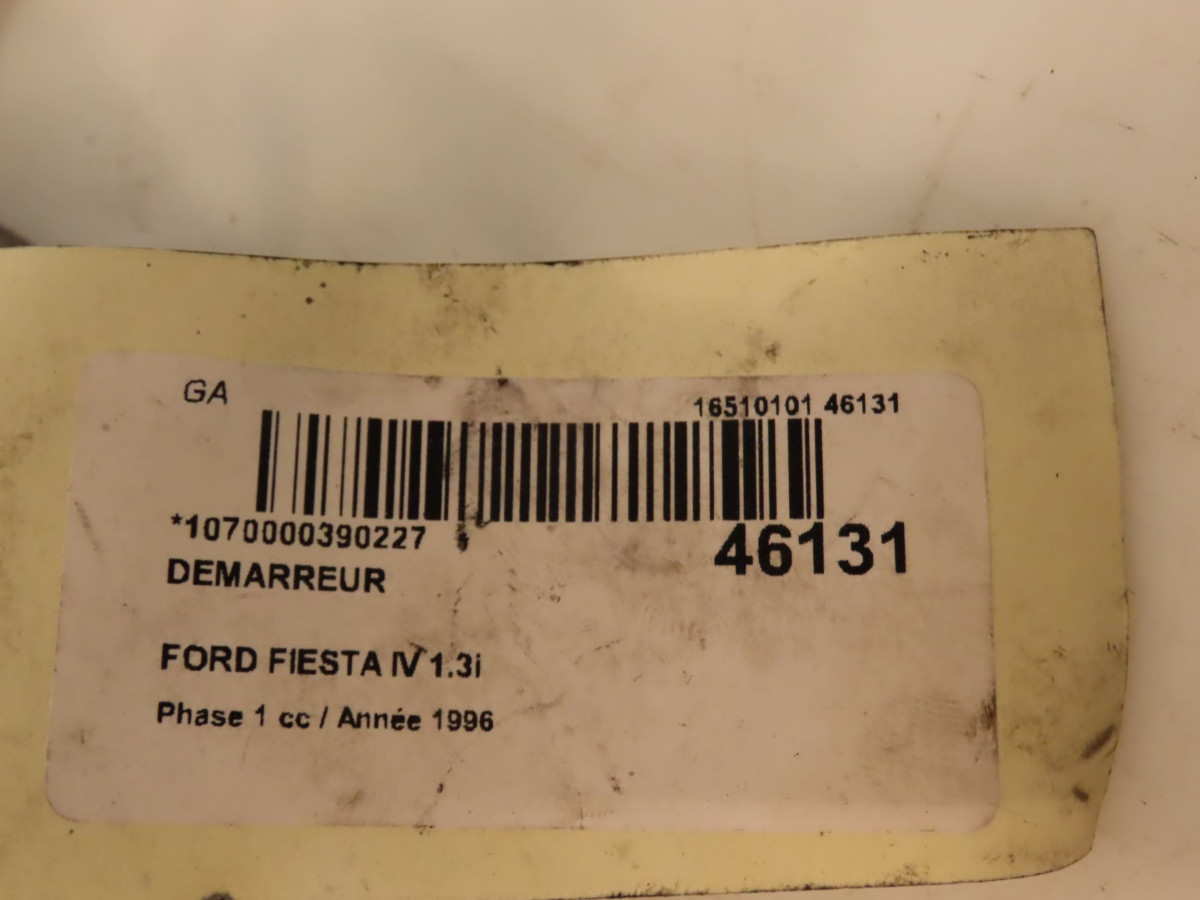 GA
16510101 46131
*1070000390227
46131
DEMARREUR
FORD FIESTA IV 1.3i
Phase 1 cc / Année 1996